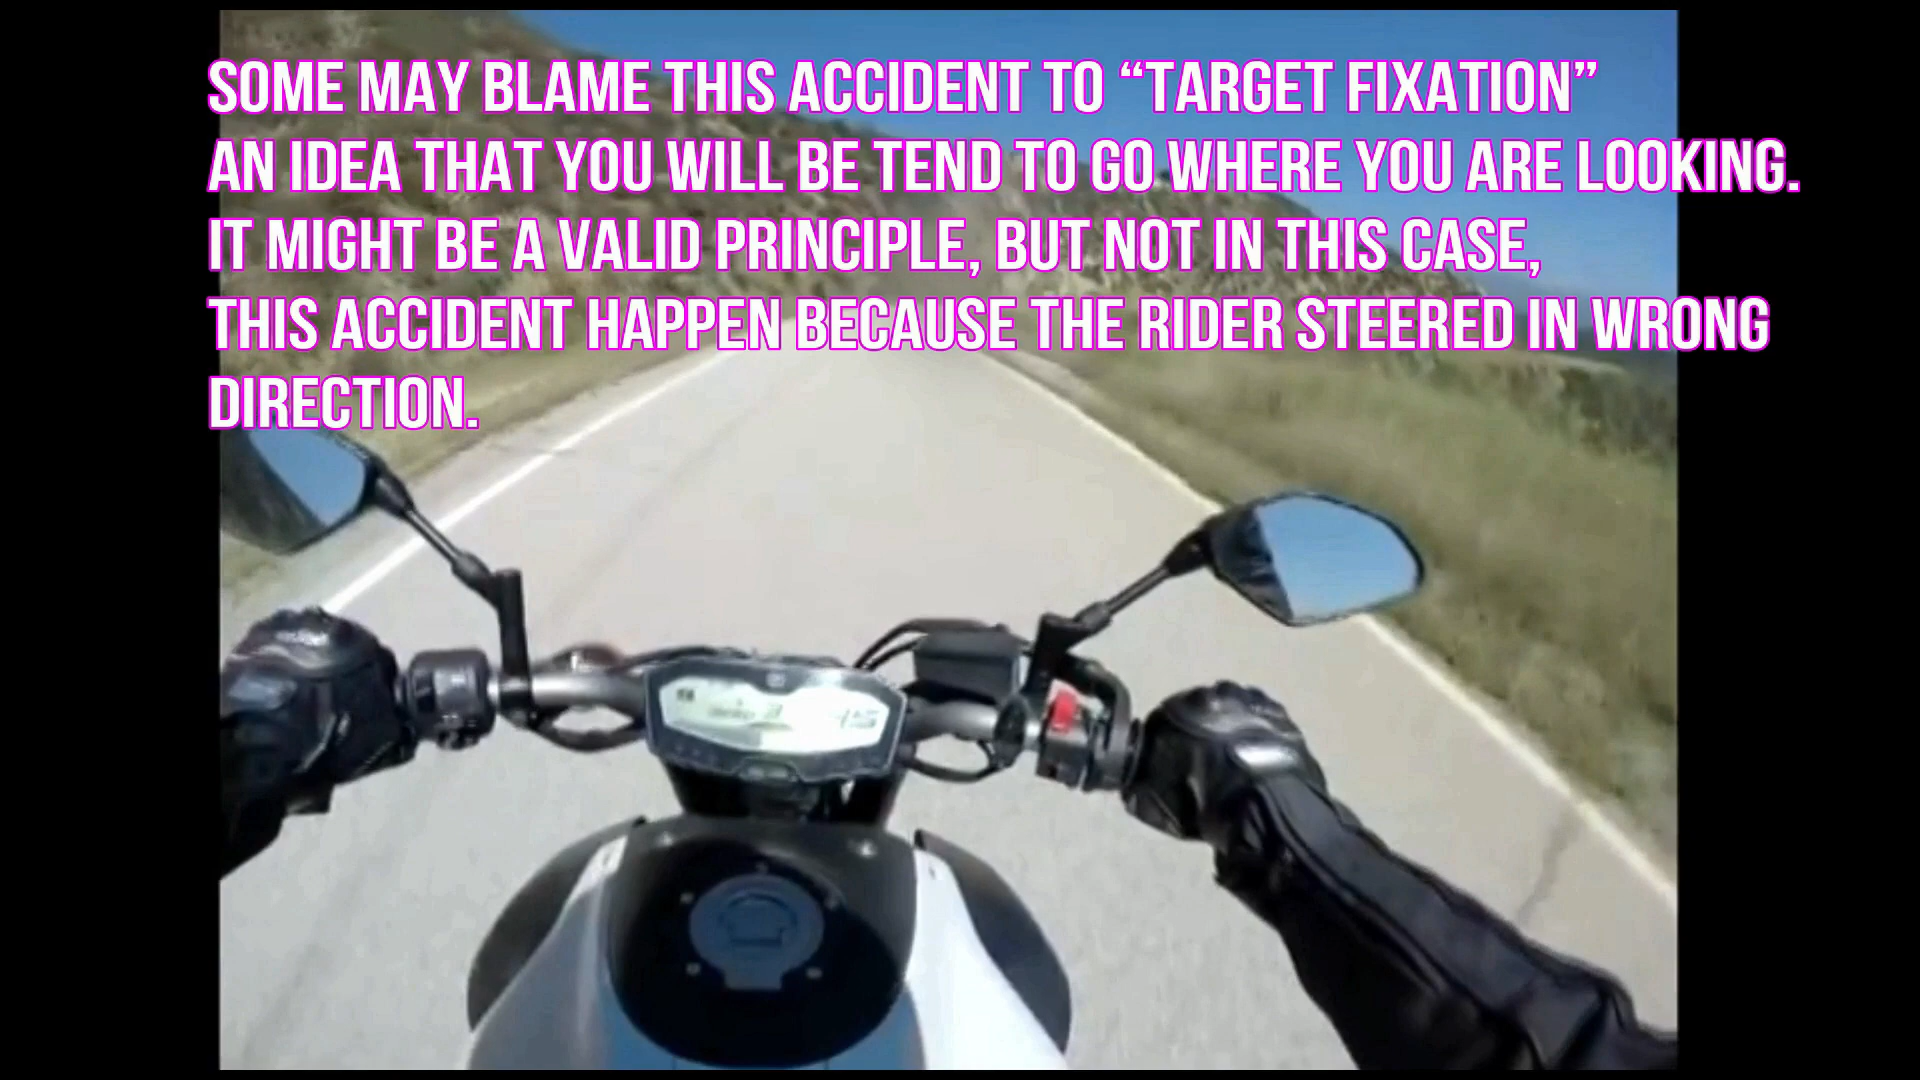 SOME MAY BLAME THIS ACCIDENT TO “TARGET FIXATION”
AN IDEA THAT YOU WILL BE TEND TO GO WHERE YOU ARE LOOKING.
IT MIGHT BE A VALID PRINCIPLE, BUT NOT IN THIS CASE,
THIS ACCIDENT HAPPEN BECAUSE THE RIDER STEERED IN WRONG
DIRECTION.